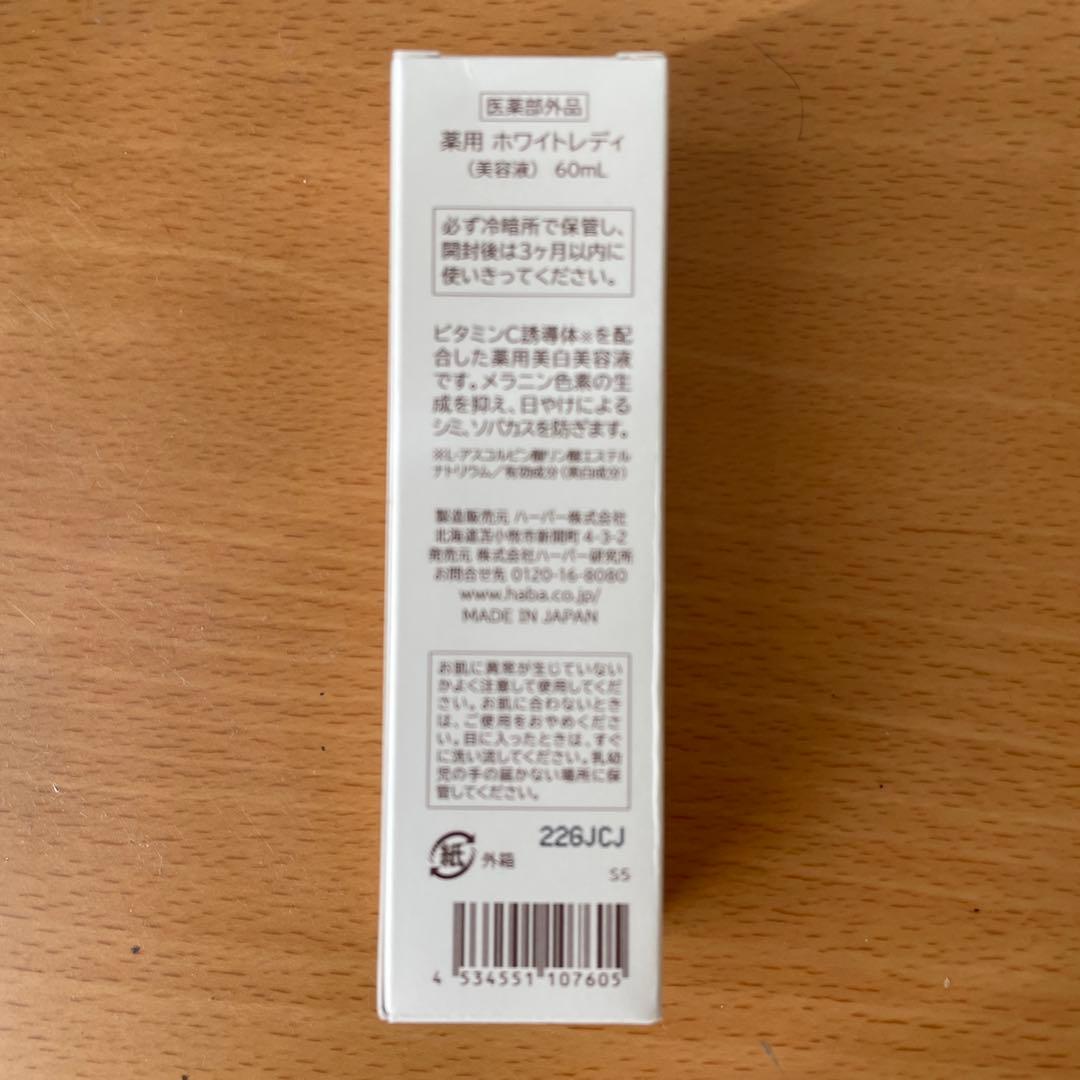 医薬部外品
薬用 ホワイトレディ
（美容液） 60mL
必ず冷暗所で保管し、
開封後は3ヶ月以内に
使いきってください。
ビタミンC誘導体※を配
合した薬用美白美容液
です。メラニン色素の生
成を抑え、日やけによる
シミ、ソバカスを防ぎます。
※L-アスコルビン酸リン酸エステル
ナトリウム／有効成分（美白成分）
製造販売元 ハーバー株式会社
北海道苫小牧市新開町 4-3-2
発売元 株式会社ハーバー研究所
お問合せ先 0120-16-8080
www.haba.co.jp/
MADE IN JAPAN
お肌に異常が生じていない
かよく注意して使用してくだ
さい。お肌に合わないとき
は、ご使用をおやめくださ
い。目に入ったときは、すぐ
に洗い流してください。乳幼
児の手の届かない場所に保
管してください。
226JCJ
紙 外箱
S5
4 534551 107605